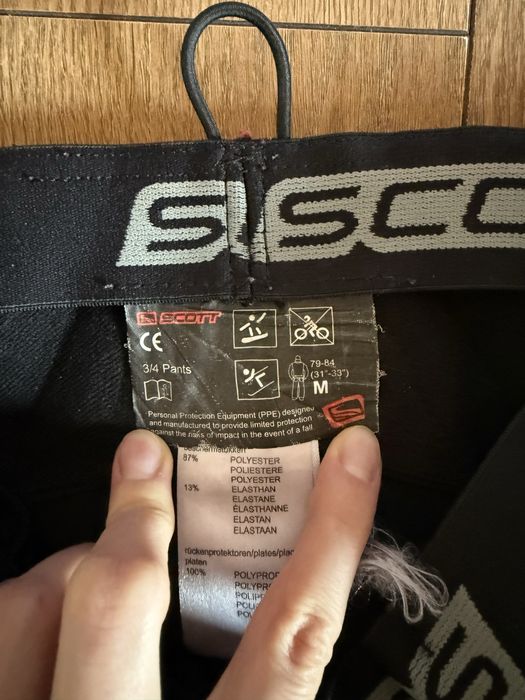 SCOTT
CE
3/4 Pants
79-84
(31"-33")
M
Personal Protection Equipment (PPE) designed
and manufactured to provide limited protection
against the risks of impact in the event of a fall
87% POLYESTER
POLIESTERE
POLYESTER
13% ELASTHAN
ELASTANE
ÉLASTHANNE
ELASTAN
ELASTAAN
rückenprotektoren/plates/
platen
100%